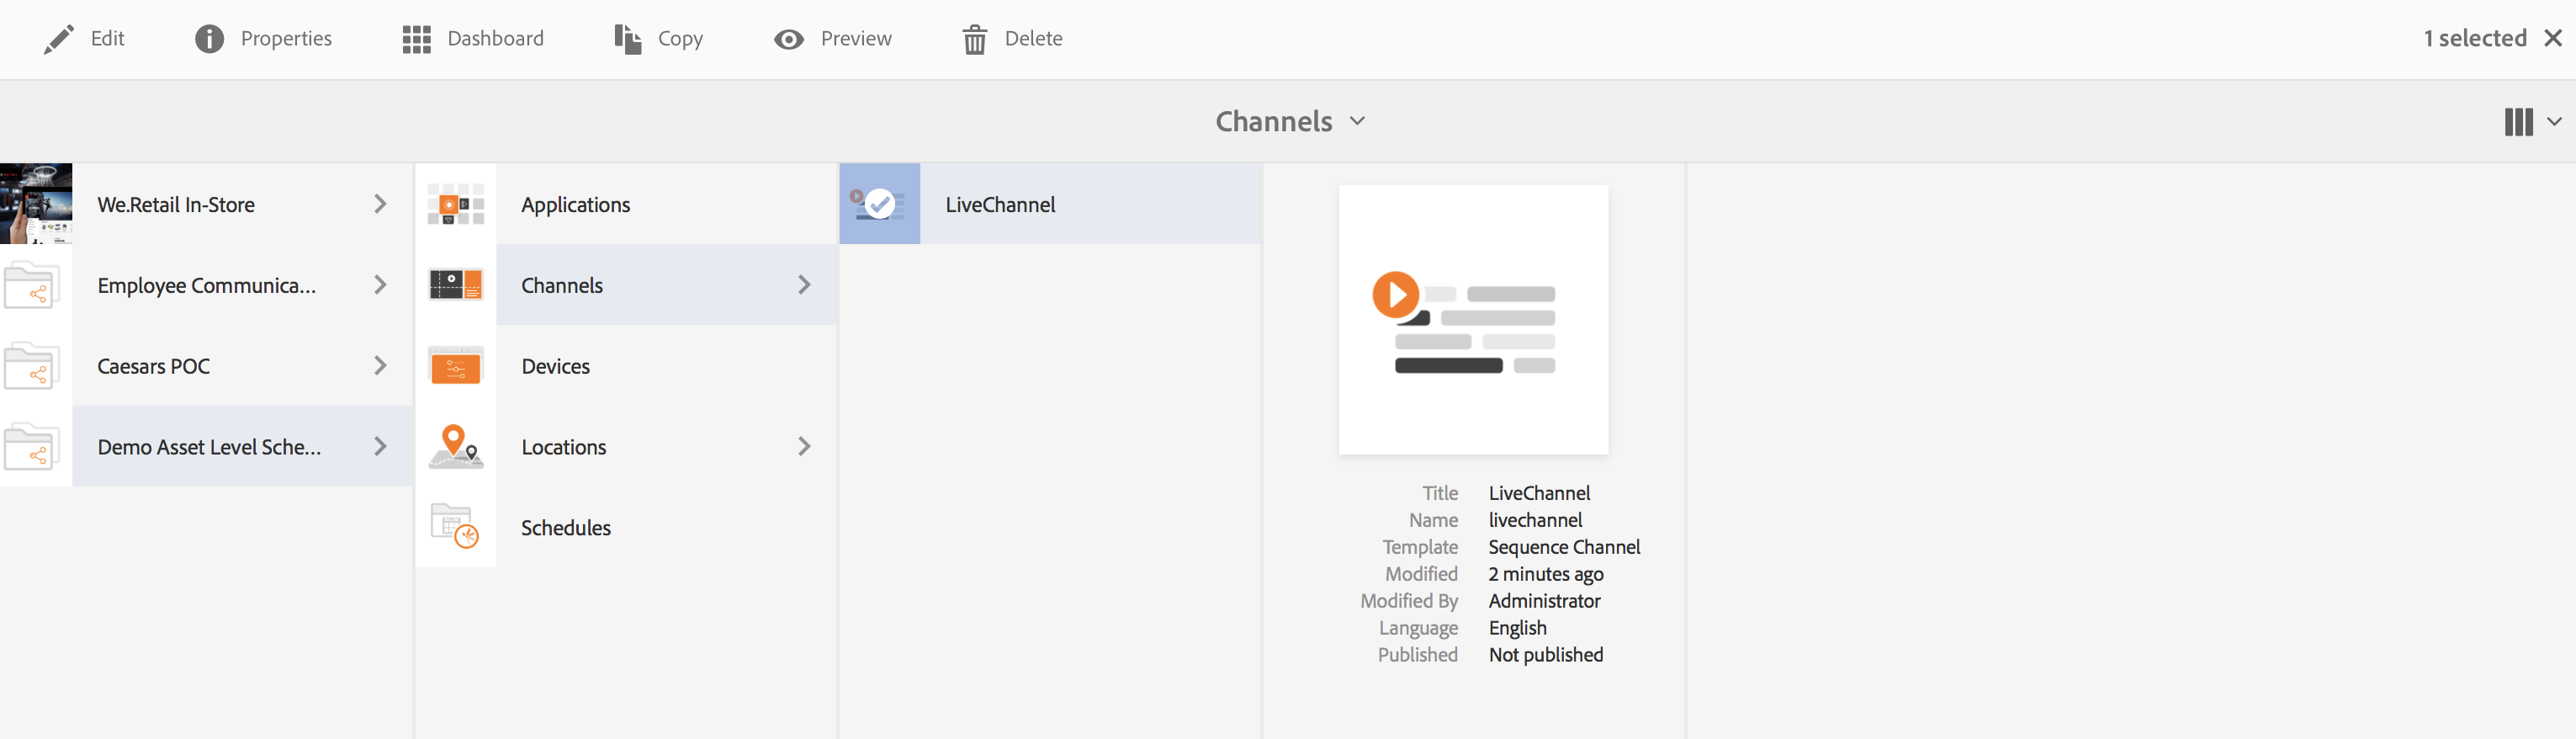 Edit
Properties
Dashboard
Copy
Preview
Delete
1 selected
Channels
We.Retail In-Store
Employee Communica...
Caesars POC
Demo Asset Level Sche...
Applications
Channels
Devices
Locations
Schedules
LiveChannel
Title LiveChannel
Name livechannel
Template Sequence Channel
Modified 2 minutes ago
Modified By Administrator
Language English
Published Not published